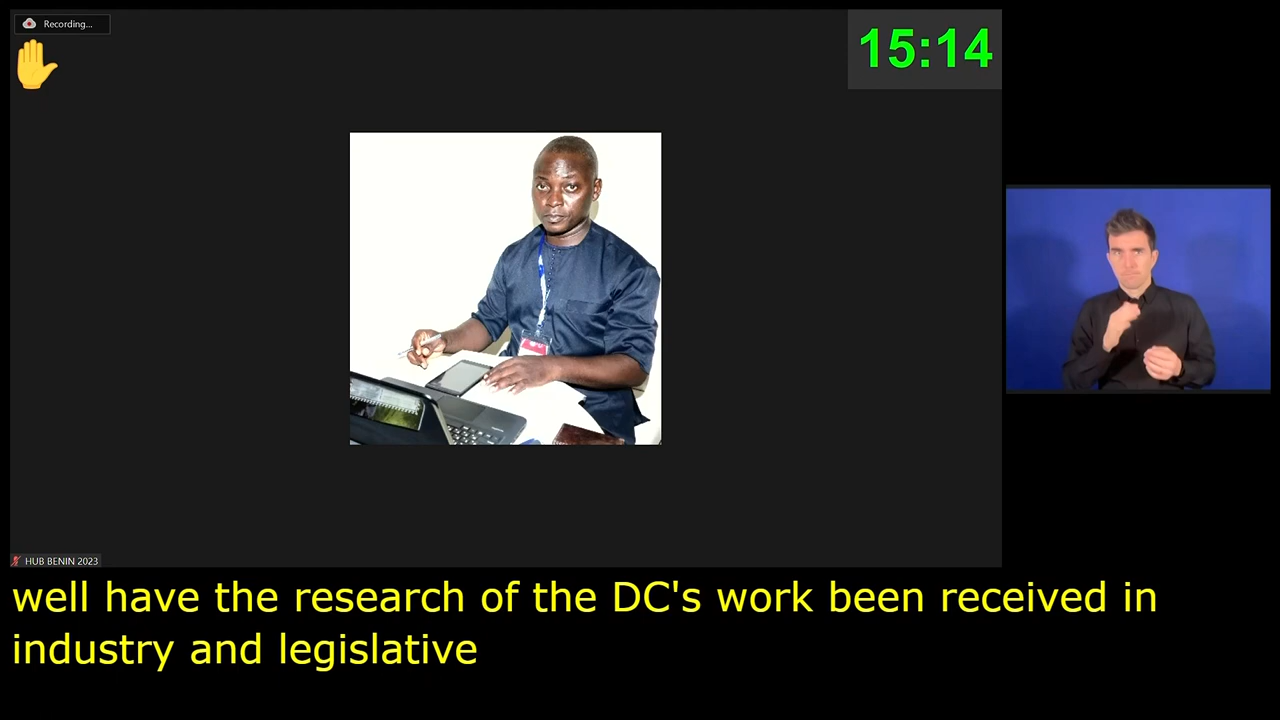 Recording...
15:14
HUB BENIN 2023
well have the research of the DC's work been received in
industry and legislative